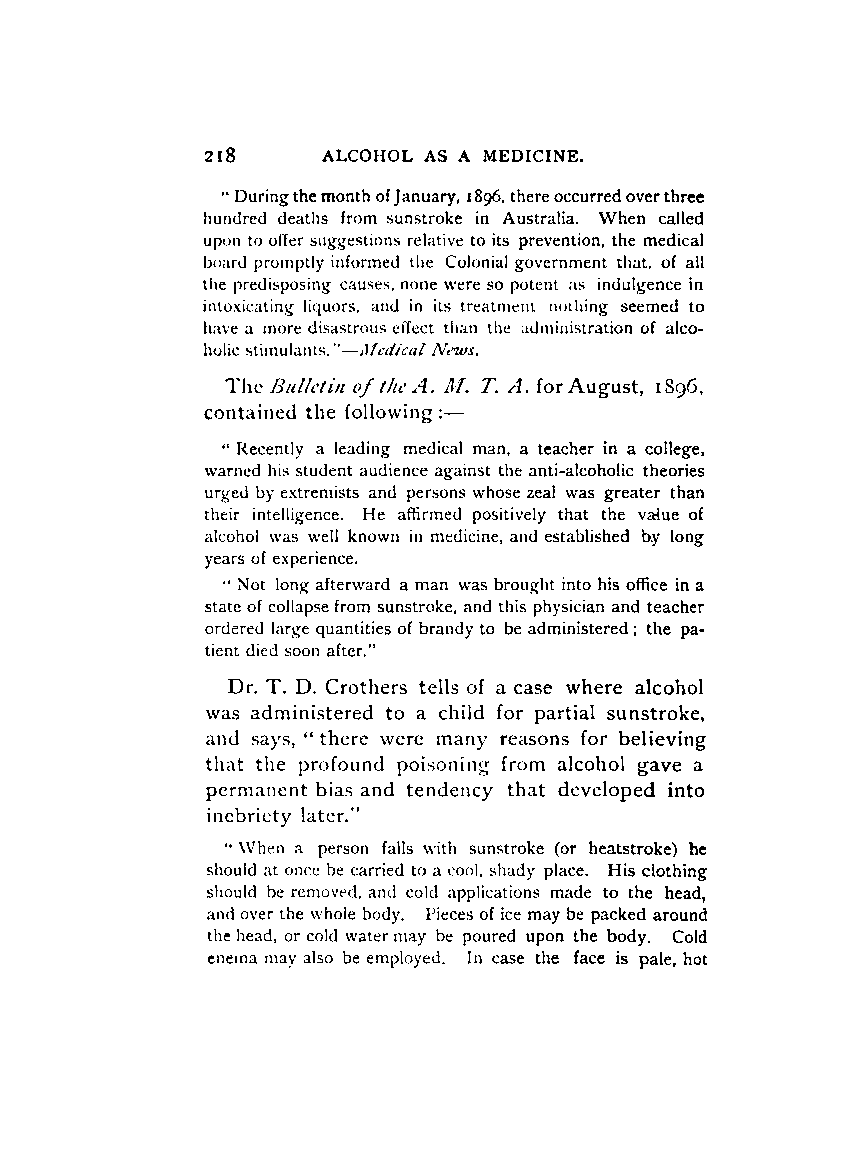 218 ALCOHOL AS A MEDICINE.
" During the month of January, 1896, there occurred over three
hundred deaths from sunstroke in Australia. When called
upon to offer suggestions relative to its prevention, the medical
board promptly informed the Colonial government that, of all
the predisposing causes, none were so potent as indulgence in
intoxicating liquors, and in its treatment nothing seemed to
have a more disastrous effect than the administration of alco-
holic stimulants."—Medical News.
The Bulletin of the A. M. T. A. for August, 1896,
contained the following :—
" Recently a leading medical man, a teacher in a college,
warned his student audience against the anti-alcoholic theories
urged by extremists and persons whose zeal was greater than
their intelligence. He affirmed positively that the value of
alcohol was well known in medicine, and established by long
years of experience.
" Not long afterward a man was brought into his office in a
state of collapse from sunstroke, and this physician and teacher
ordered large quantities of brandy to be administered ; the pa-
tient died soon after."
Dr. T. D. Crothers tells of a case where alcohol
was administered to a child for partial sunstroke,
and says, " there were many reasons for believing
that the profound poisoning from alcohol gave a
permanent bias and tendency that developed into
inebriety later."
" When a person falls with sunstroke (or heatstroke) he
should at once be carried to a cool, shady place. His clothing
should be removed, and cold applications made to the head,
and over the whole body. Pieces of ice may be packed around
the head, or cold water may be poured upon the body. Cold
enema may also be employed. In case the face is pale, hot